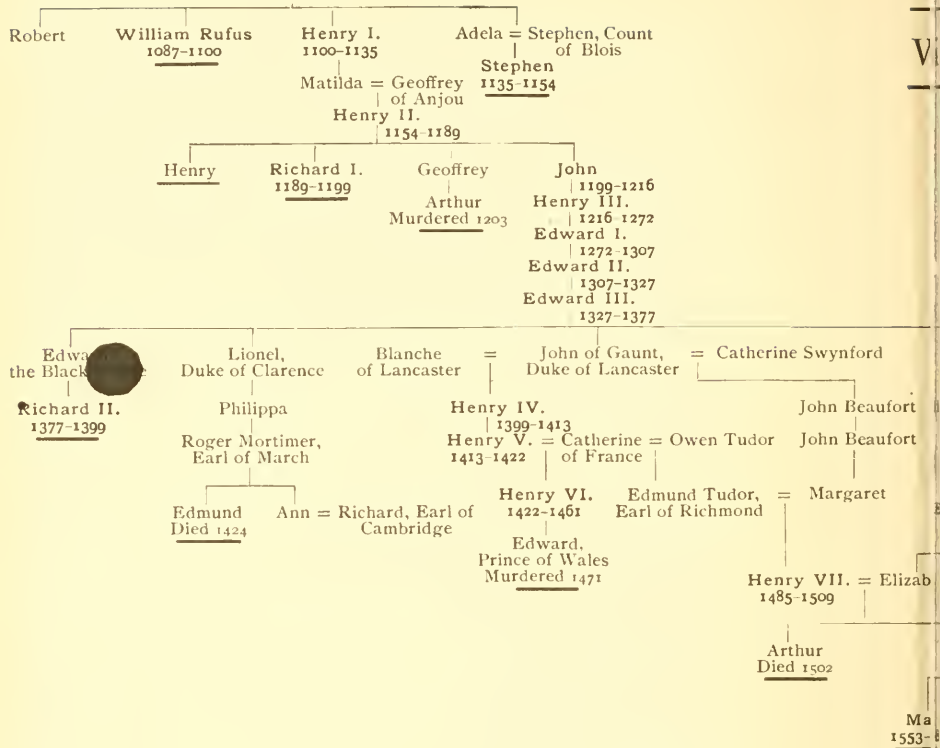 V
Robert William Rufus Henry I. Adela = Stephen, Count
1087-1100 1100-1135 of Blois
Stephen
Matilda = Geoffrey 1135-1154
of Anjou
Henry II.
1154-1189
Henry Richard I. Geoffrey John
1189-1199 1199-1216
Arthur Henry III.
Murdered 1203 1216-1272
Edward I.
1272-1307
Edward II.
1307-1327
Edward III.
1327-1377
Lionel, Blanche = John of Gaunt, = Catherine Swynford
the Black Duke of Clarence of Lancaster Duke of Lancaster
Richard II. Philippa Henry IV. John Beaufort
1377-1399 1399-1413
Roger Mortimer, Henry V. = Catherine = Owen Tudor John Beaufort
Earl of March 1413-1422 of France
Edmund Ann = Richard, Earl of Henry VI. Edmund Tudor, = Margaret
Died 1424 Cambridge 1422-1461 Earl of Richmond
Edward,
Prince of Wales
Murdered 1471
Henry VII. = Elizab
1485-1509
Arthur
Died 1502
Ma
1553-